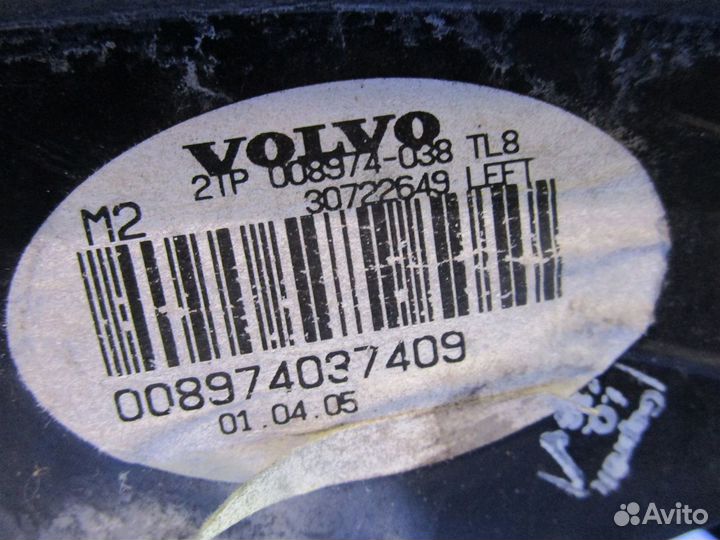 VOLVO
2TP 008974-038 TL8
30722649 LEFT
M2
008974037409
01.04.05
Avito